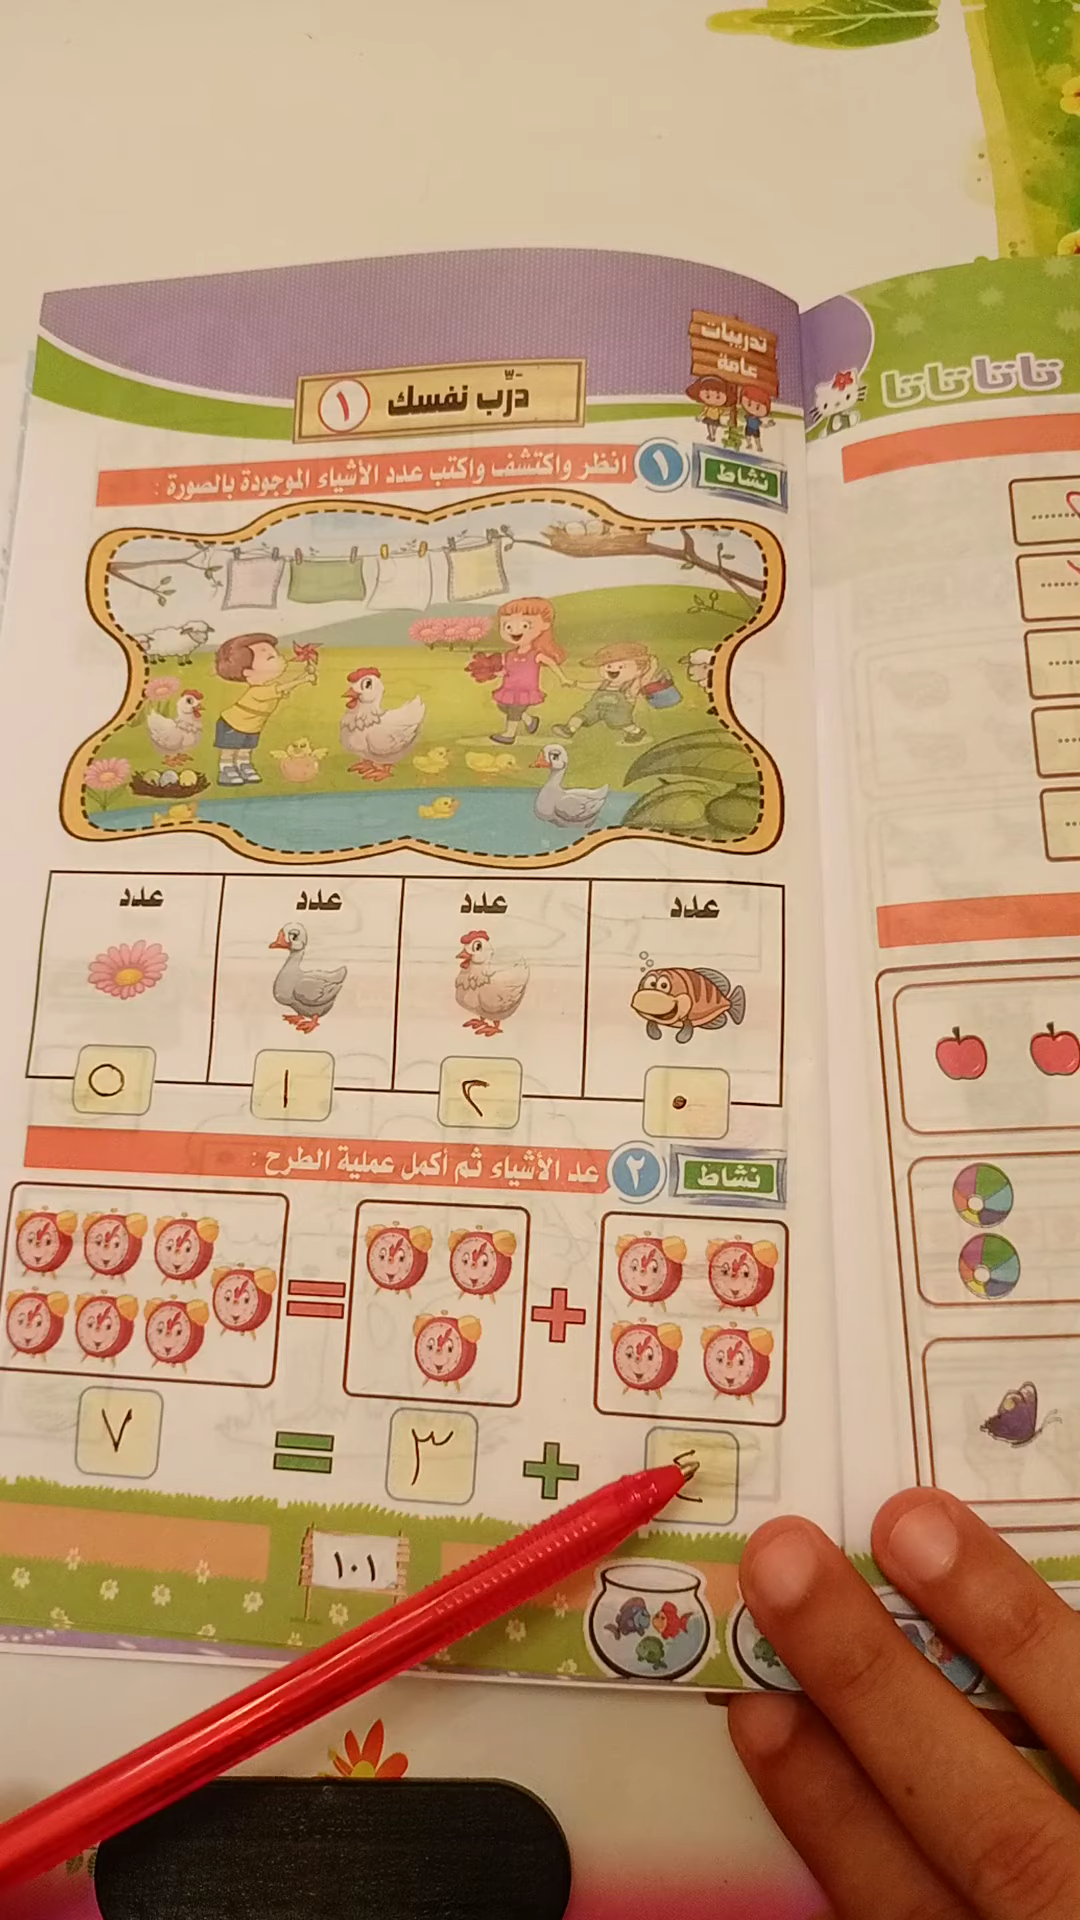 تدريبات
عامة
درّب نفسك ١
تاتا تاتا
نشاط ١ انظر واكتشف واكتب عدد الأشياء الموجودة بالصورة :
عدد عدد عدد عدد
٠ ٢ ١ ٥
نشاط ٢ عد الأشياء ثم أكمل عملية الطرح :
+ =
٤ + ٣ = ٧
١٠١